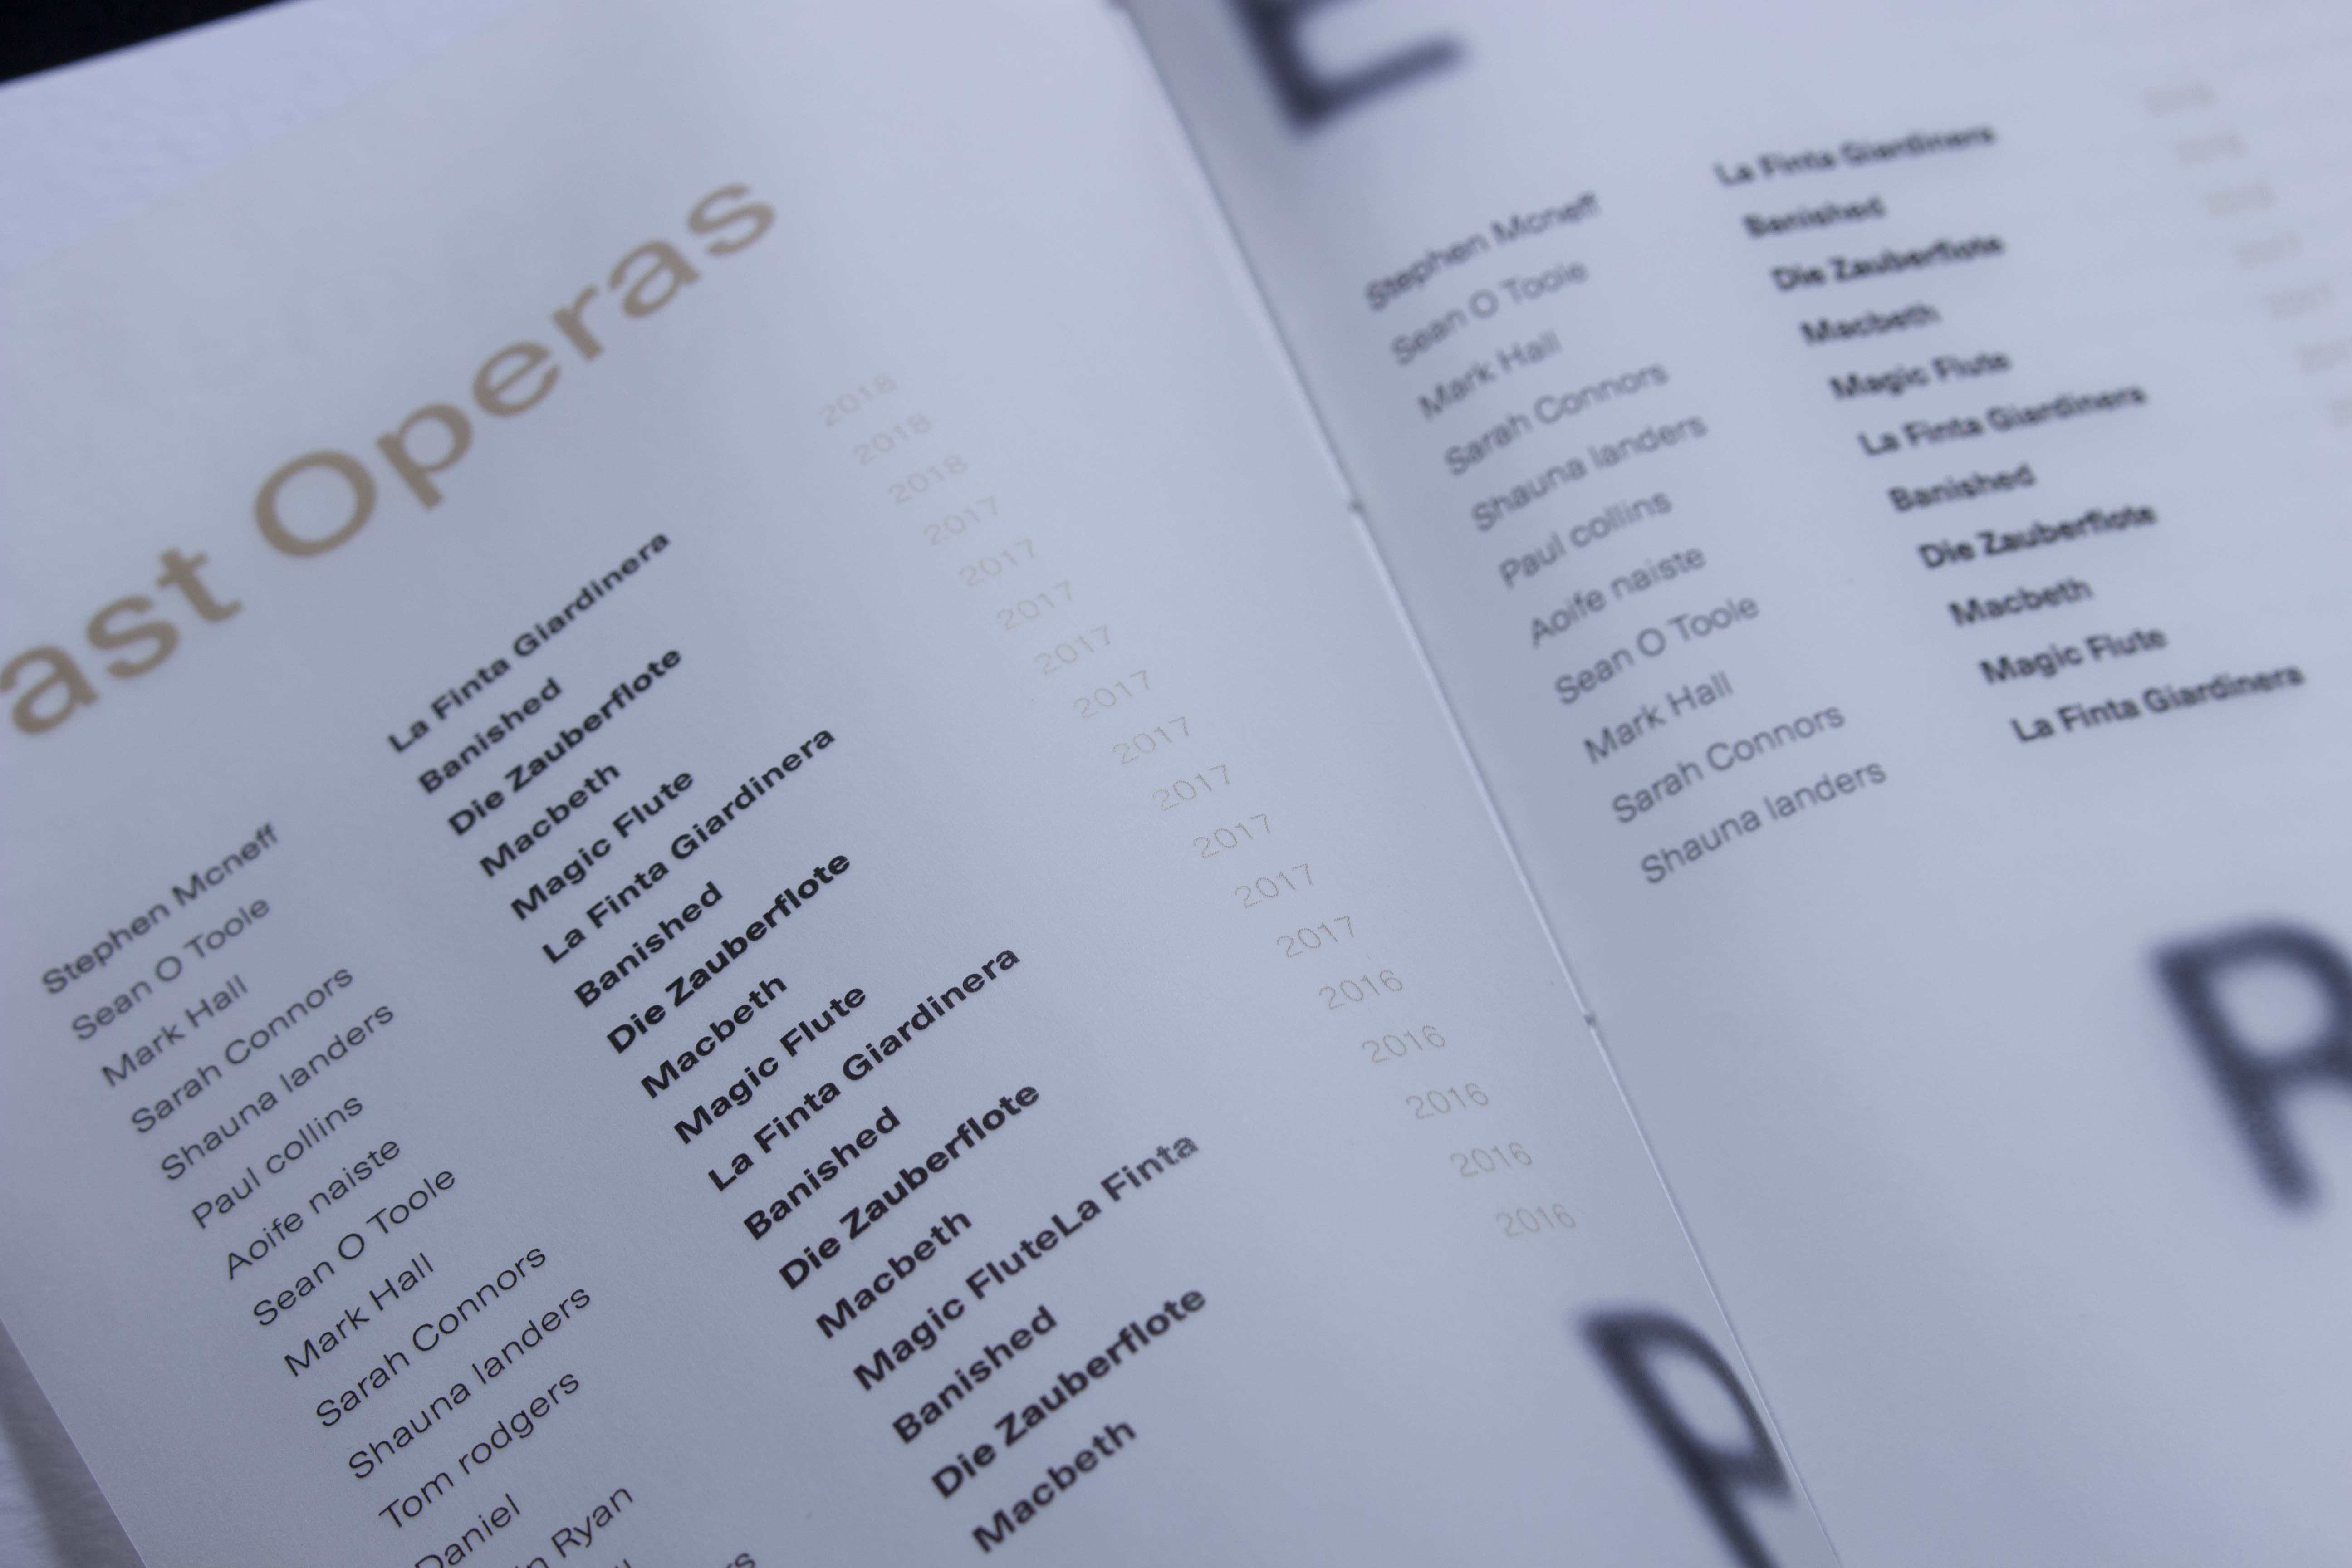 ast Operas
Stephen Mcneff La Finta Giardinera 2018
Sean O Toole Banished 2018
Mark Hall Die Zauberflote 2018
Sarah Connors Macbeth 2017
Shauna landers Magic Flute 2017
Paul collins La Finta Giardinera 2017
Aoife naiste Banished 2017
Sean O Toole Die Zauberflote 2017
Mark Hall Macbeth 2017
Sarah Connors Magic Flute 2017
Shauna landers La Finta Giardinera 2017
Tom rodgers Banished 2017
Daniel Die Zauberflote 2017
Ryan Macbeth 2016
Magic FluteLa Finta 2016
Banished 2016
Die Zauberflote 2016
Macbeth 2016
P
E
Stephen Mcneff La Finta Giardinera
Sean O Toole Banished
Mark Hall Die Zauberflote
Sarah Connors Macbeth
Shauna landers Magic Flute
Paul collins La Finta Giardinera
Aoife naiste Banished
Sean O Toole Die Zauberflote
Mark Hall Macbeth
Sarah Connors Magic Flute
Shauna landers La Finta Giardinera
R